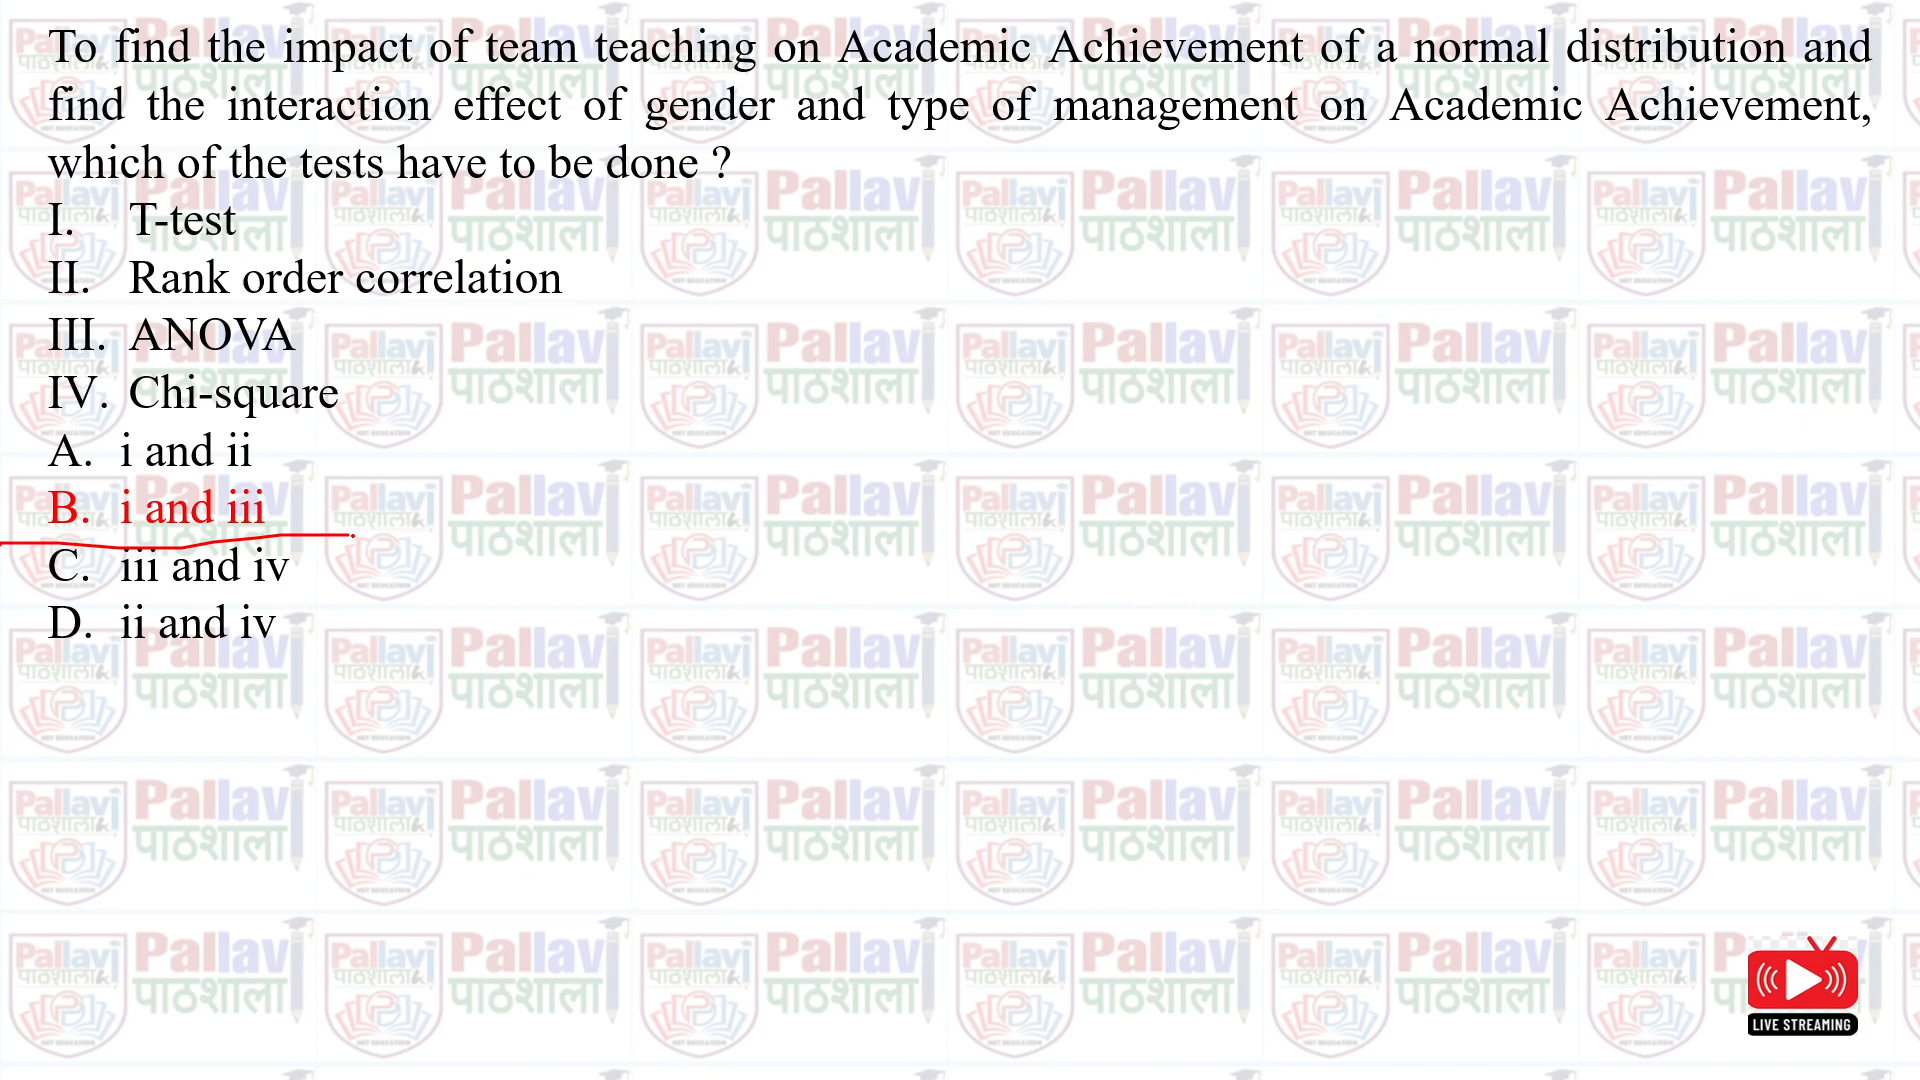 To find the impact of team teaching on Academic Achievement of a normal distribution and
find the interaction effect of gender and type of management on Academic Achievement,
which of the tests have to be done ?
I. T-test
II. Rank order correlation
III. ANOVA
IV. Chi-square
A. i and ii
B. i and iii
C. iii and iv
D. ii and iv
LIVE STREAMING